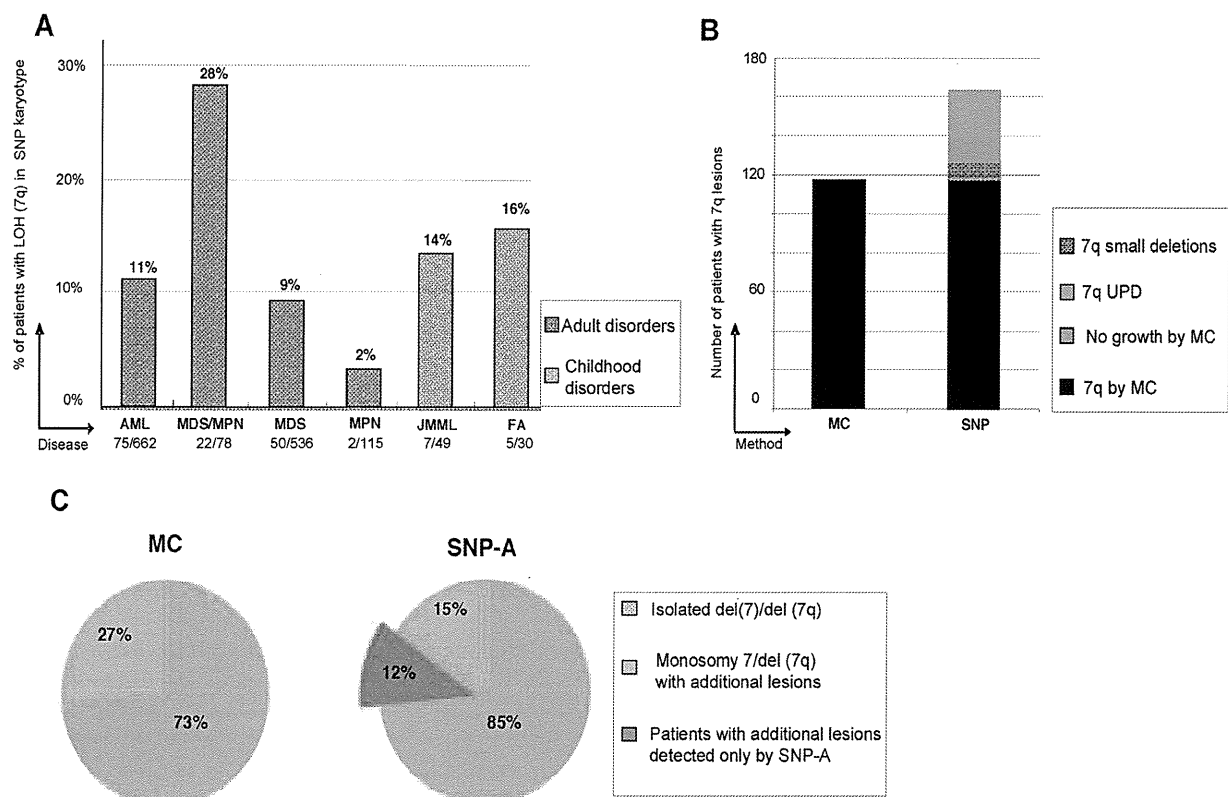 A
% of patients with LOH (7q) in SNP karyotype
30%
20%
10%
0%
11%
28%
9%
2%
14%
16%
Adult disorders
Childhood
disorders
AML
MDS/MPN
MDS
MPN
JMML
FA
Disease
75/662
22/78
50/536
2/115
7/49
5/30
B
Number of patients with 7q lesions
180
120
60
0
Method
MC
SNP
7q small deletions
7q UPD
No growth by MC
7q by MC
C
MC
27%
73%
SNP-A
15%
12%
85%
Isolated del(7)/del (7q)
Monosomy 7/del (7q)
with additional lesions
Patients with additional lesions
detected only by SNP-A